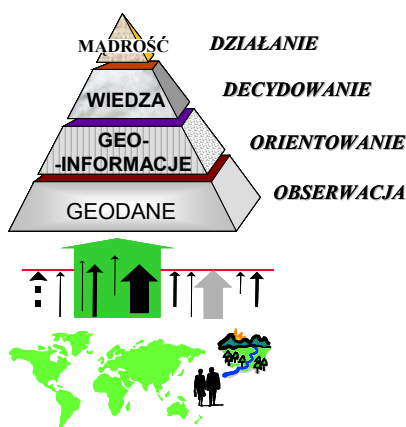 MĄDROŚĆ
DZIAŁANIE
WIEDZA
DECYDOWANIE
GEO-
-INFORMACJE
ORIENTOWANIE
GEODANE
OBSERWACJA